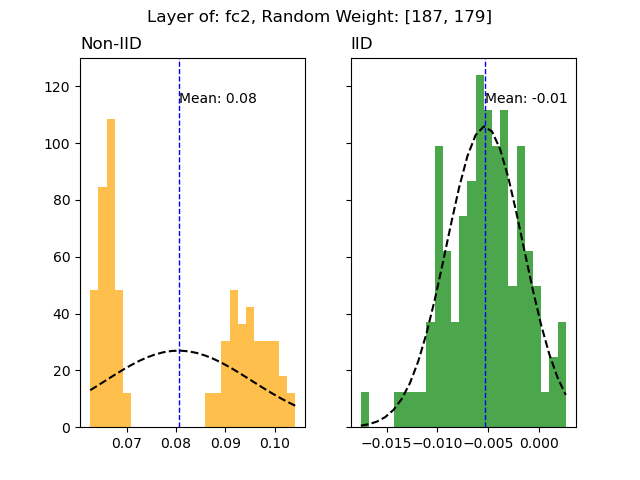 Layer of: fc2, Random Weight: [187, 179]
Non-IID
IID
Mean: 0.08
Mean: -0.01
120
100
80
60
40
20
0
0.07 0.08 0.09 0.10
−0.015 −0.010 −0.005 0.000